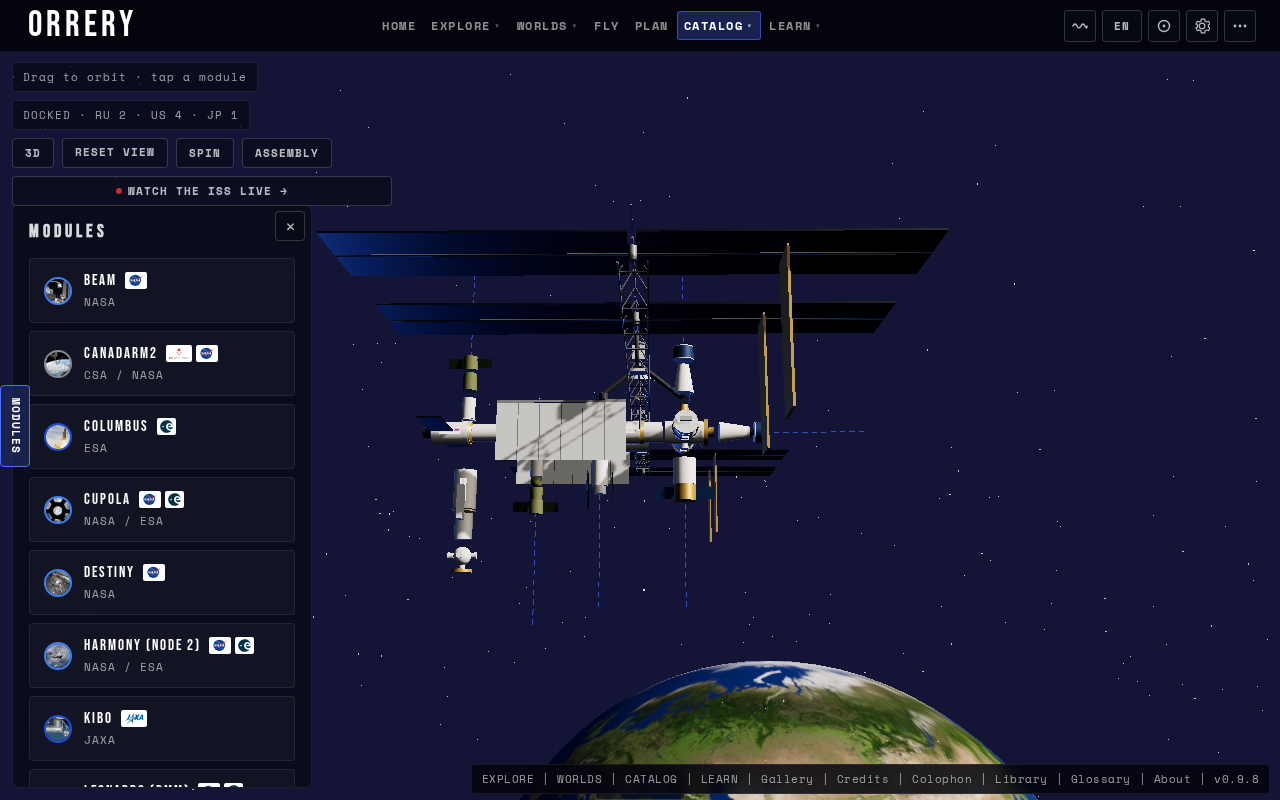 ORRERY
HOME EXPLORE WORLDS FLY PLAN CATALOG LEARN
EN
Drag to orbit · tap a module
DOCKED · RU 2 · US 4 · JP 1
3D RESET VIEW SPIN ASSEMBLY
WATCH THE ISS LIVE →
MODULES
MODULES
BEAM
NASA
CANADARM2
CSA / NASA
COLUMBUS
ESA
CUPOLA
NASA / ESA
DESTINY
NASA
HARMONY (NODE 2)
NASA / ESA
KIBO
JAXA
LEONARDO (PMM)
EXPLORE | WORLDS | CATALOG | LEARN | Gallery | Credits | Colophon | Library | Glossary | About | v0.9.8